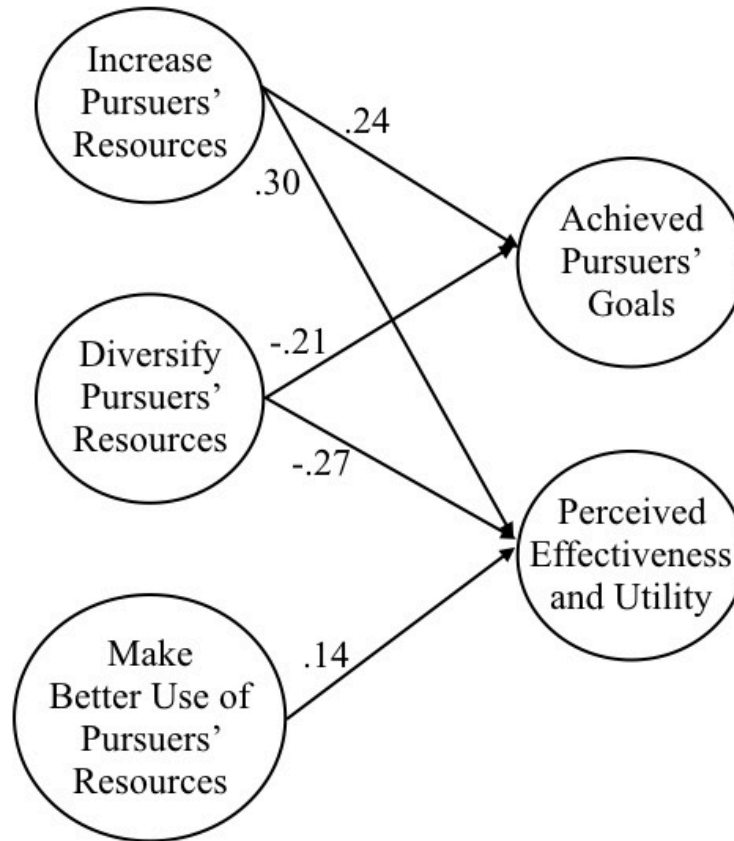 Increase
Pursuers’
Resources
.24
.30
Achieved
Pursuers’
Goals
Diversify
Pursuers’
Resources
-.21
-.27
Perceived
Effectiveness
and Utility
Make
Better Use of
Pursuers’
Resources
.14